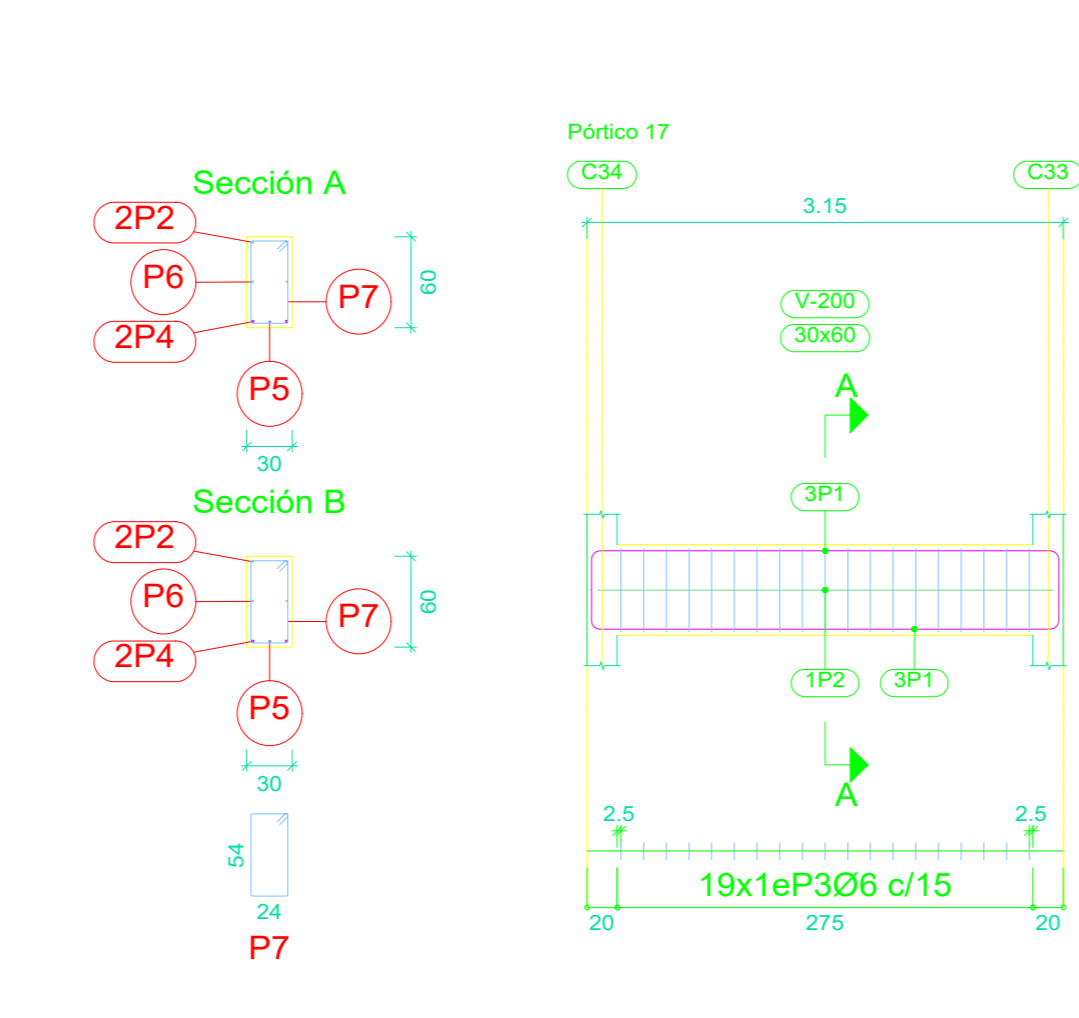 Sección A
2P2
P6
P7
60
2P4
P5
30
Sección B
2P2
P6
P7
60
2P4
P5
30
54
24
P7
Pórtico 17
C34
C33
3.15
V-200
30x60
A
3P1
1P2
3P1
A
2.5
2.5
19x1eP3Ø6 c/15
20
275
20